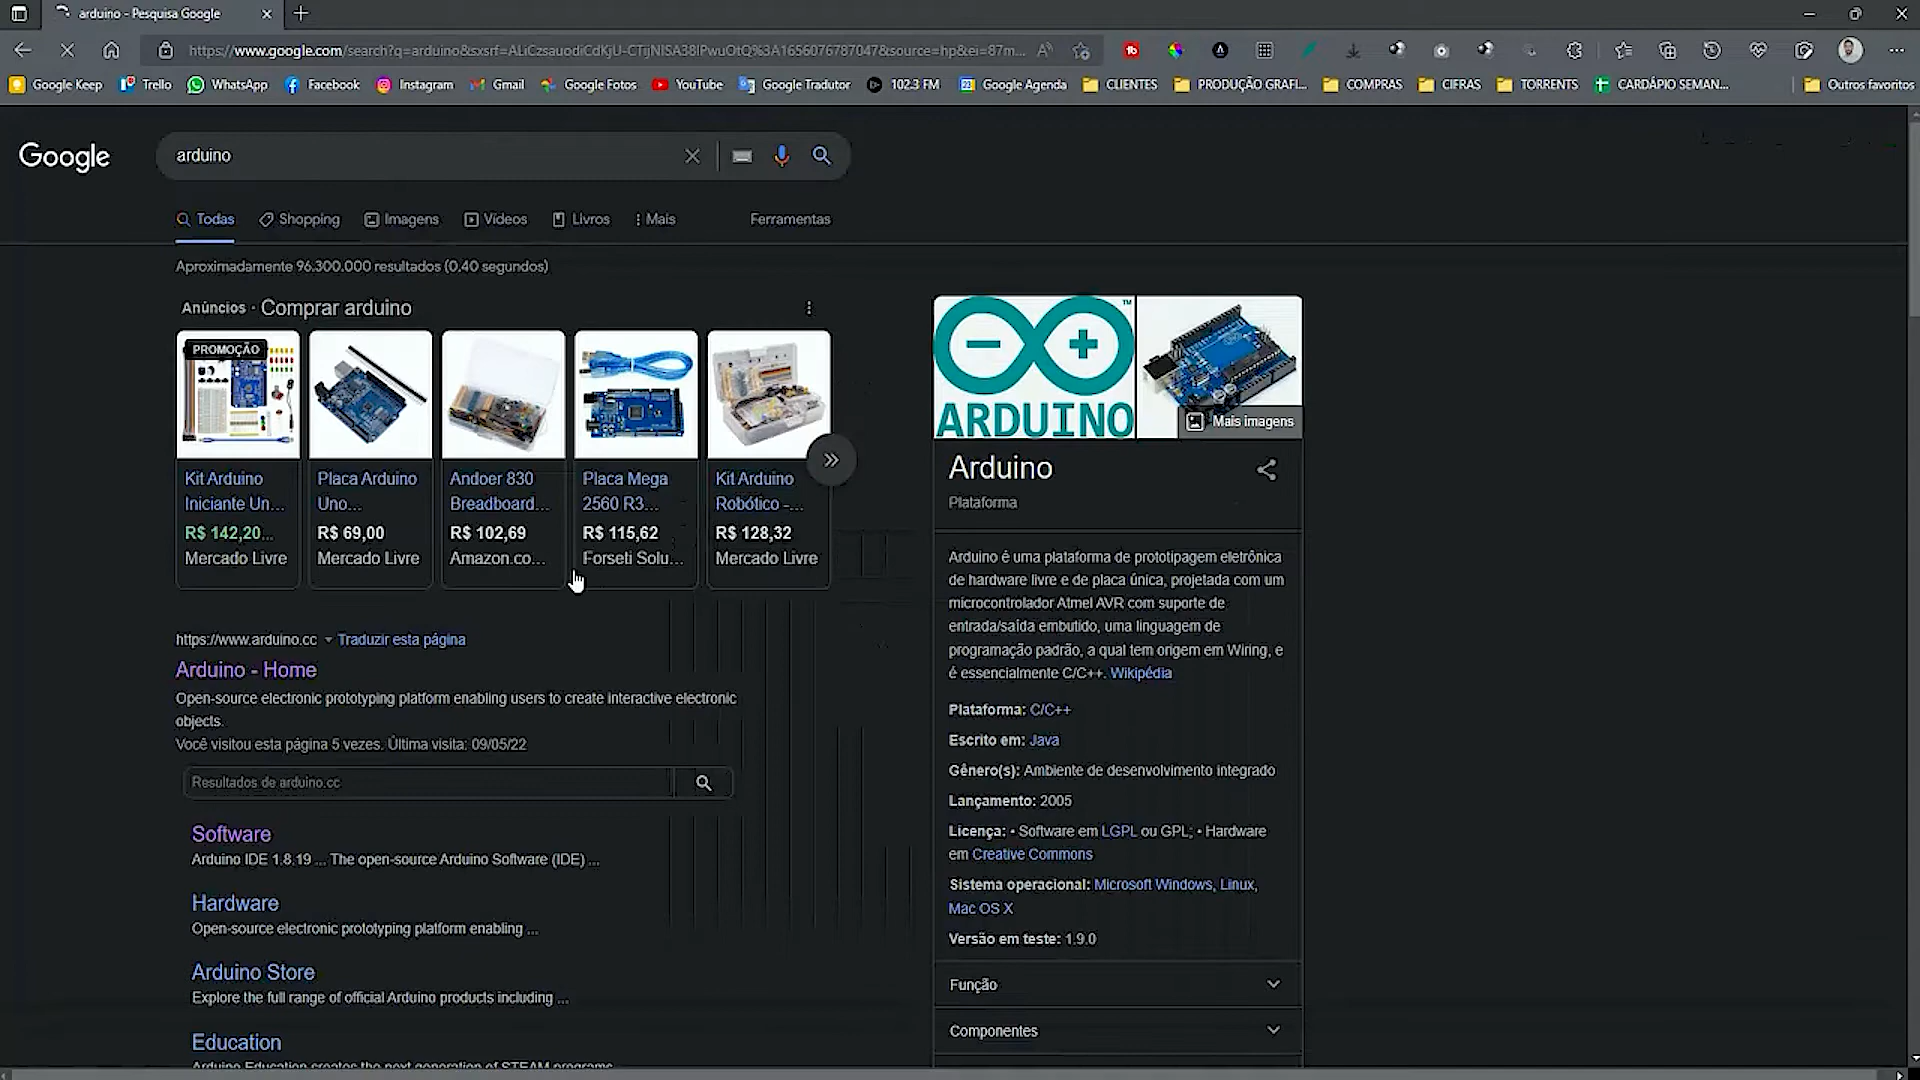 arduino - Pesquisa Google
https://www.google.com/search?q=arduino&sxsrf=ALiCzsauodiCdKjU-CTijNlSA38lPwuOtQ%3A1656076787047&source=hp&ei=87m...
Google Keep
Trello
WhatsApp
Facebook
Instagram
Gmail
Google Fotos
YouTube
Google Tradutor
102.3 FM
Google Agenda
CLIENTES
PRODUÇÃO GRAFI...
COMPRAS
CIFRAS
TORRENTS
CARDÁPIO SEMAN...
Outros favoritos
Google
arduino
Todas
Shopping
Imagens
Vídeos
Livros
Mais
Ferramentas
Aproximadamente 96.300.000 resultados (0,40 segundos)
Anúncios · Comprar arduino
PROMOÇÃO
Kit Arduino
Iniciante Un...
R$ 142,20...
Mercado Livre
Placa Arduino
Uno...
R$ 69,00
Mercado Livre
Andoer 830
Breadboard...
R$ 102,69
Amazon.co...
Placa Mega
2560 R3...
R$ 115,62
Forseti Solu...
Kit Arduino
Robótico -...
R$ 128,32
Mercado Livre
https://www.arduino.cc
Traduzir esta página
Arduino - Home
Open-source electronic prototyping platform enabling users to create interactive electronic
objects.
Você visitou esta página 5 vezes. Última visita: 09/05/22
Resultados de arduino.cc
Software
Arduino IDE 1.8.19 ... The open-source Arduino Software (IDE) ...
Hardware
Open-source electronic prototyping platform enabling ...
Arduino Store
Explore the full range of official Arduino products including ...
Education
Arduino Education creates the next generation of STEAM programs
ARDUINO
TM
Mais imagens
Arduino
Plataforma
Arduino é uma plataforma de prototipagem eletrônica
de hardware livre e de placa única, projetada com um
microcontrolador Atmel AVR com suporte de
entrada/saída embutido, uma linguagem de
programação padrão, a qual tem origem em Wiring, e
é essencialmente C/C++. Wikipédia
Plataforma: C/C++
Escrito em: Java
Gênero(s): Ambiente de desenvolvimento integrado
Lançamento: 2005
Licença: • Software em LGPL ou GPL; • Hardware
em Creative Commons
Sistema operacional: Microsoft Windows, Linux,
Mac OS X
Versão em teste: 1.9.0
Função
Componentes